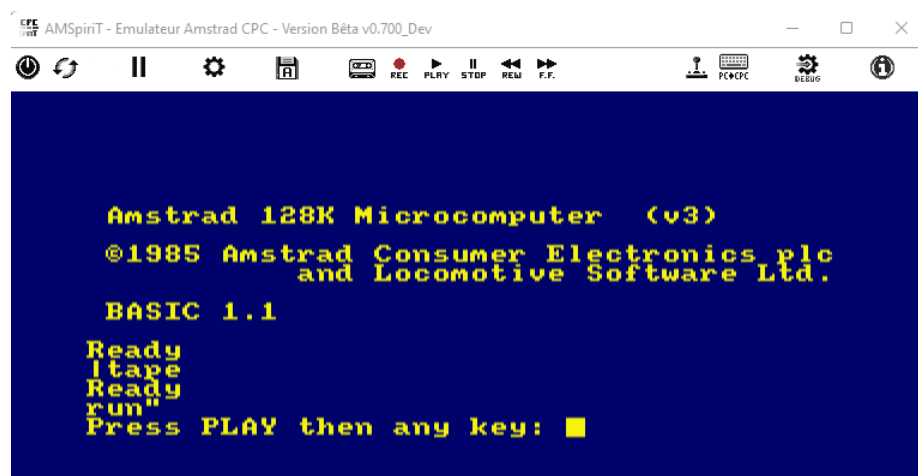 CPC
AMSpiriT - Emulateur Amstrad CPC - Version Bêta v0.700_Dev
REC PLAY STOP REW F.F. PC CPC DEBUG
Amstrad 128K Microcomputer (v3)
©1985 Amstrad Consumer Electronics plc
and Locomotive Software Ltd.
BASIC 1.1
Ready
|tape
Ready
run"
Press PLAY then any key: